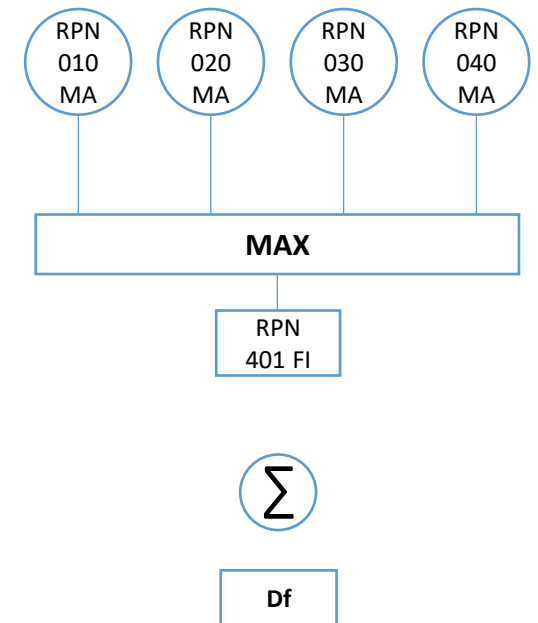 RPN RPN RPN RPN
010 020 030 040
MA MA MA MA
MAX
RPN
401 FI
Σ
Df